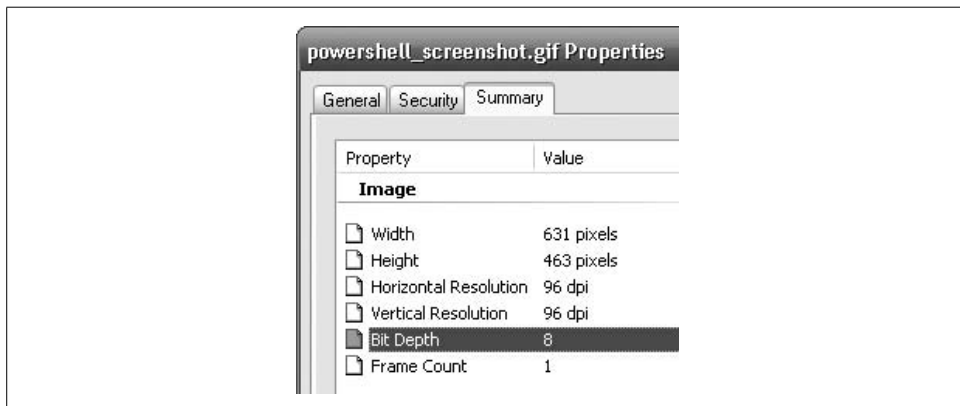 powershell_screenshot.gif Properties
General Security Summary
Property Value
Image
Width 631 pixels
Height 463 pixels
Horizontal Resolution 96 dpi
Vertical Resolution 96 dpi
Bit Depth 8
Frame Count 1